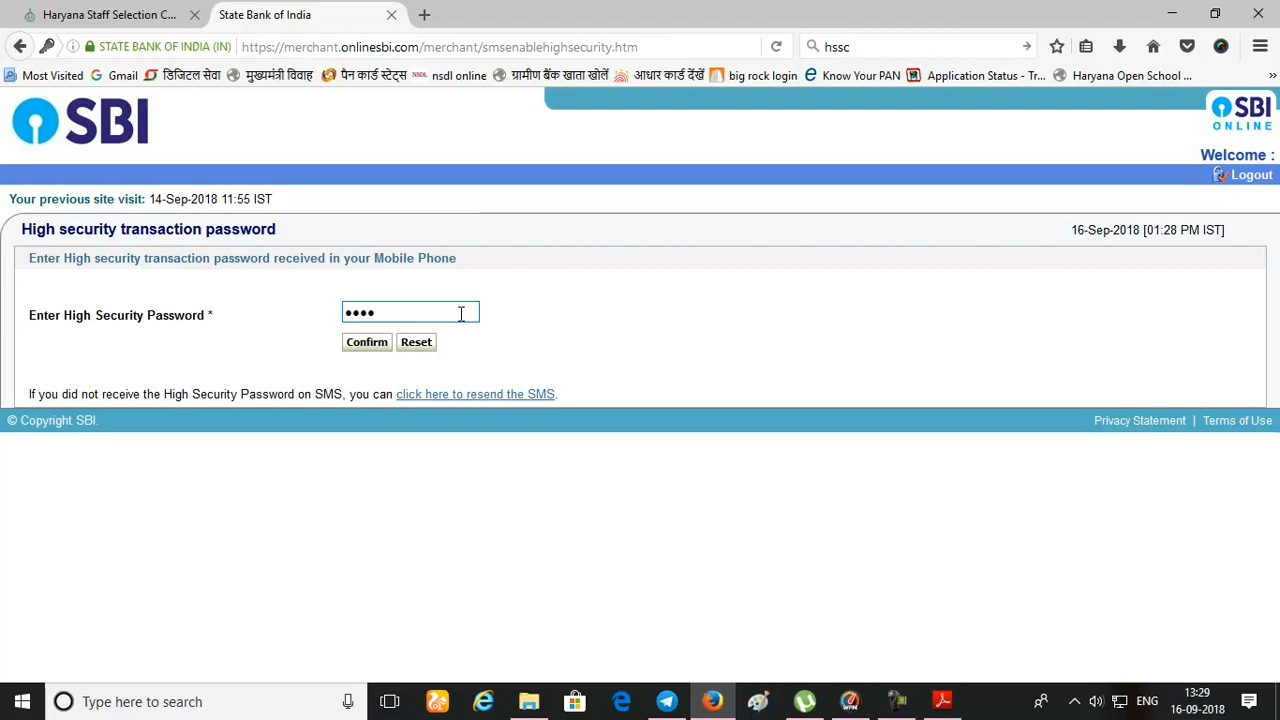 Haryana Staff Selection C...
State Bank of India
STATE BANK OF INDIA (IN)
https://merchant.onlinesbi.com/merchant/smsenablehighsecurity.htm
hssc
Most Visited Gmail डिजिटल सेवा मुख्यमंत्री विवाह पैन कार्ड स्टेट्स NSDL nsdl online ग्रामीण बैंक खाता खोलें आधार कार्ड देंखें big rock login Know Your PAN Application Status - Tr... Haryana Open School ...
SBI
SBI
ONLINE
Welcome :
Logout
Your previous site visit: 14-Sep-2018 11:55 IST
High security transaction password
16-Sep-2018 [01:28 PM IST]
Enter High security transaction password received in your Mobile Phone
Enter High Security Password *
Confirm Reset
If you did not receive the High Security Password on SMS, you can click here to resend the SMS.
© Copyright SBI.
Privacy Statement | Terms of Use
Type here to search
ENG
13:29
16-09-2018